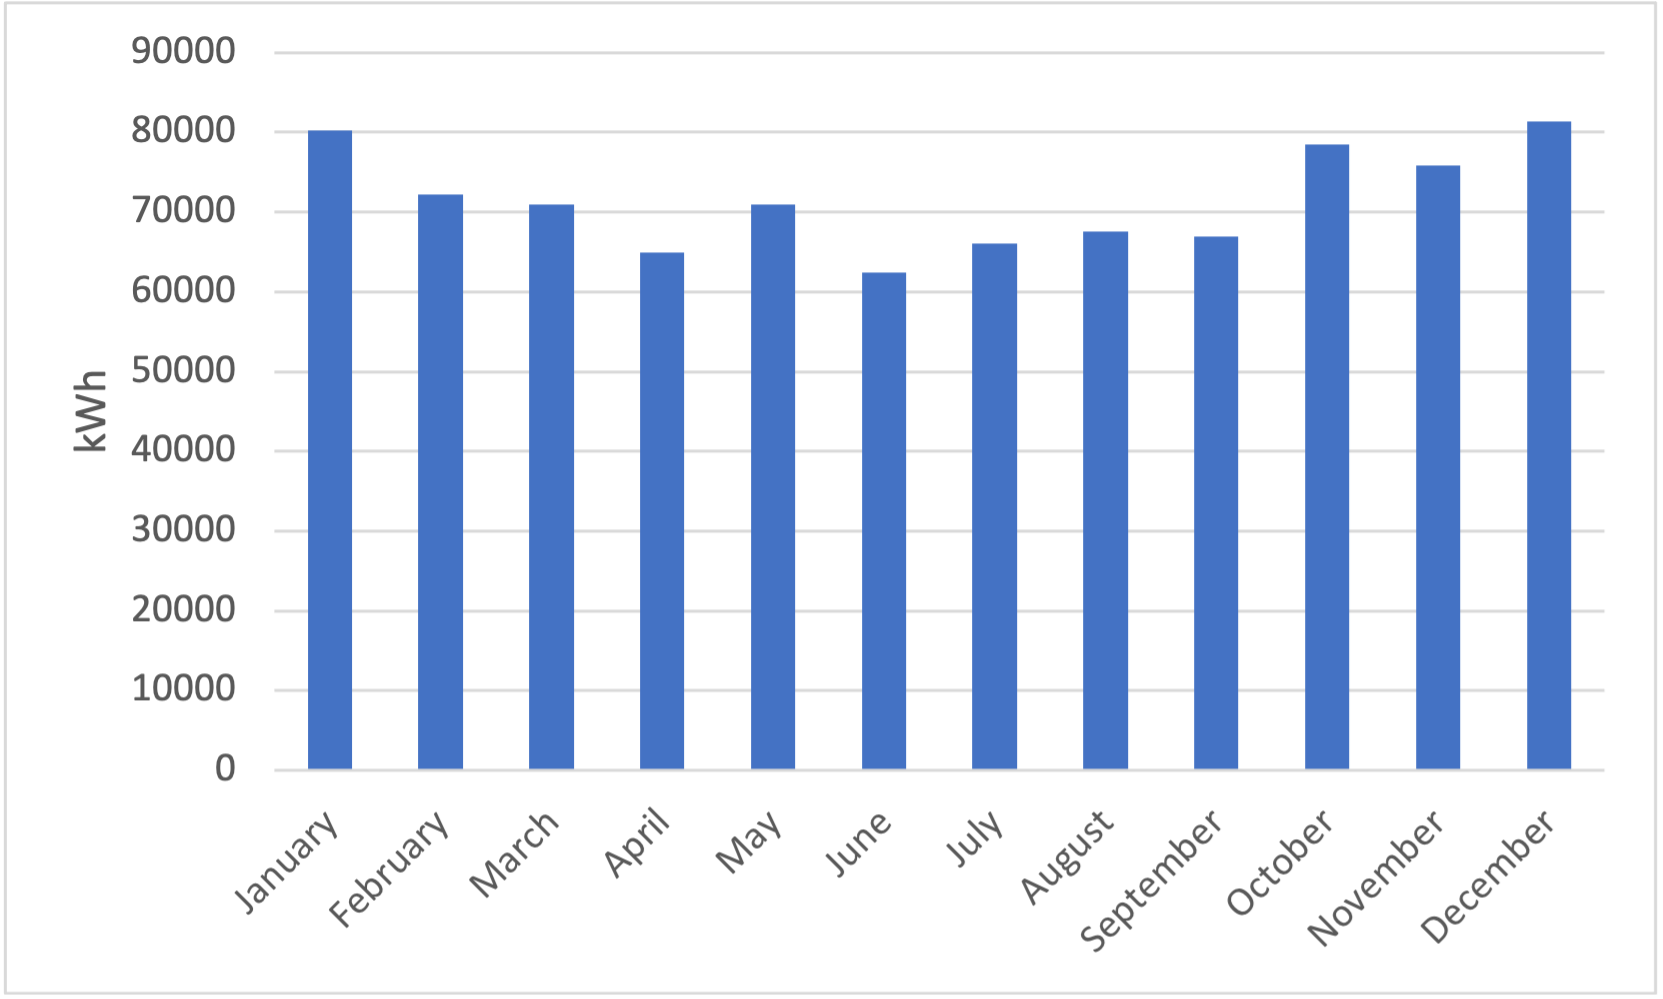 90000
80000
70000
60000
50000
40000
30000
20000
10000
0
kWh
January
February
March
April
May
June
July
August
September
October
November
December